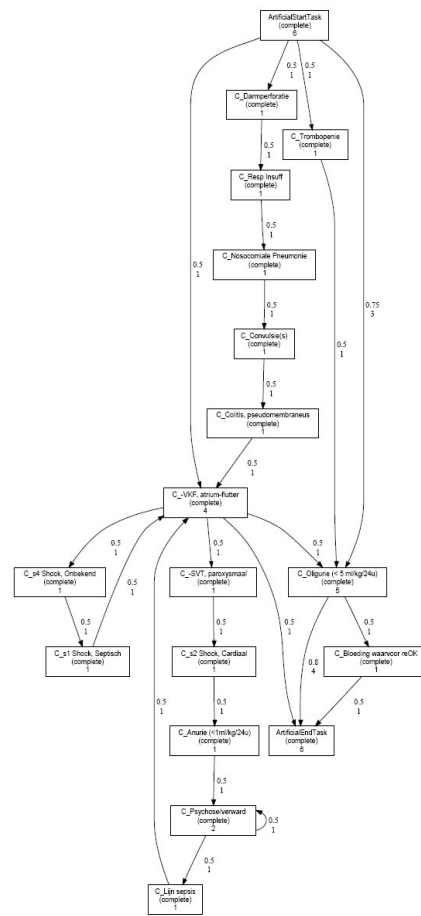 ArtificialStartTask
(complete)
6
0.5
1
0.5
1
C_Darmperforatie
(complete)
1
C_Trombopenie
(complete)
1
0.5
1
C_Resp Insuff
(complete)
1
0.5
1
0.5
1
C_Nosocomiale Pneumonie
(complete)
1
0.75
3
0.5
1
C_Convulsie(s)
(complete)
1
0.5
1
0.5
1
C_Colitis, pseudomembraneus
(complete)
1
0.5
1
C_-VKF, atrium-flutter
(complete)
4
0.5
1
0.5
1
0.5
1
C_s4 Shock, Onbekend
(complete)
1
C_-SVT, paroxysmaal
(complete)
1
C_Oligurie (< 5 ml/kg/24u)
(complete)
5
0.5
1
0.5
1
0.5
1
0.5
1
0.5
1
C_s1 Shock, Septisch
(complete)
1
C_s2 Shock, Cardiaal
(complete)
1
0.8
4
C_Bloeding waarvoor reOK
(complete)
1
0.5
1
0.5
1
0.5
1
C_Anurie (<1ml/kg/24u)
(complete)
1
ArtificialEndTask
(complete)
6
0.5
1
C_Psychose/verward
(complete)
2
0.5
1
0.5
1
C_Lijn sepsis
(complete)
1